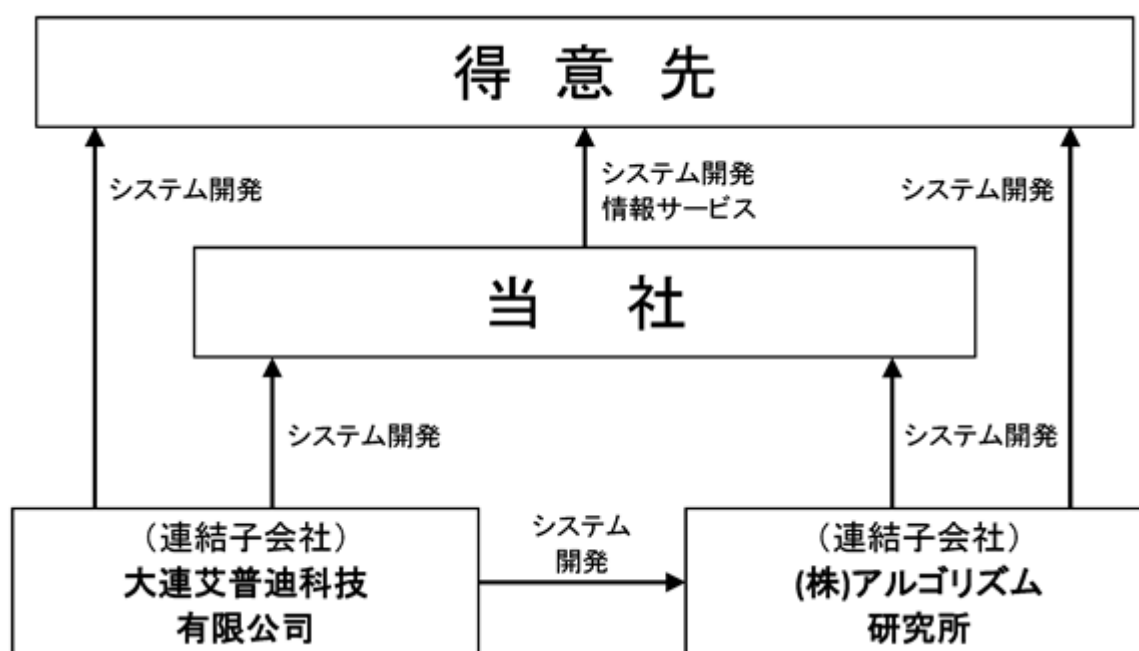 得 意 先
システム開発
システム開発
情報サービス
システム開発
当 社
システム開発
システム開発
(連結子会社)
大連艾普迪科技
有限公司
システム
開発
(連結子会社)
(株)アルゴリズム
研究所